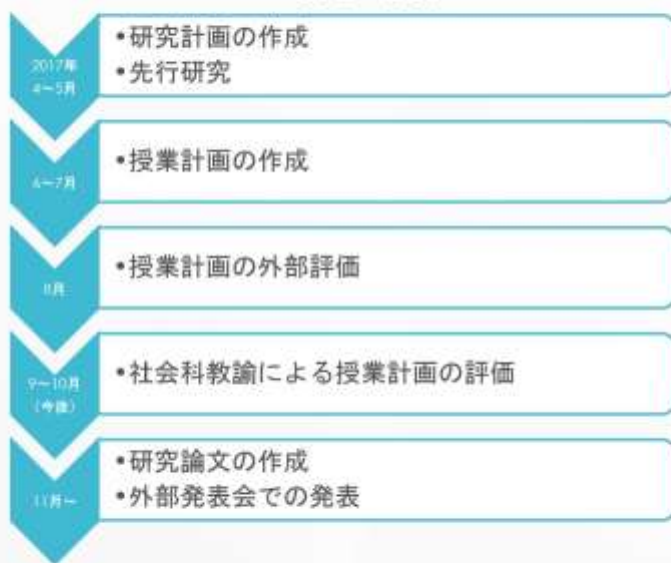 2017年
4～5月
•研究計画の作成
•先行研究
6～7月
•授業計画の作成
8月
•授業計画の外部評価
9～10月
（今後）
•社会科教諭による授業計画の評価
11月～
•研究論文の作成
•外部発表会での発表